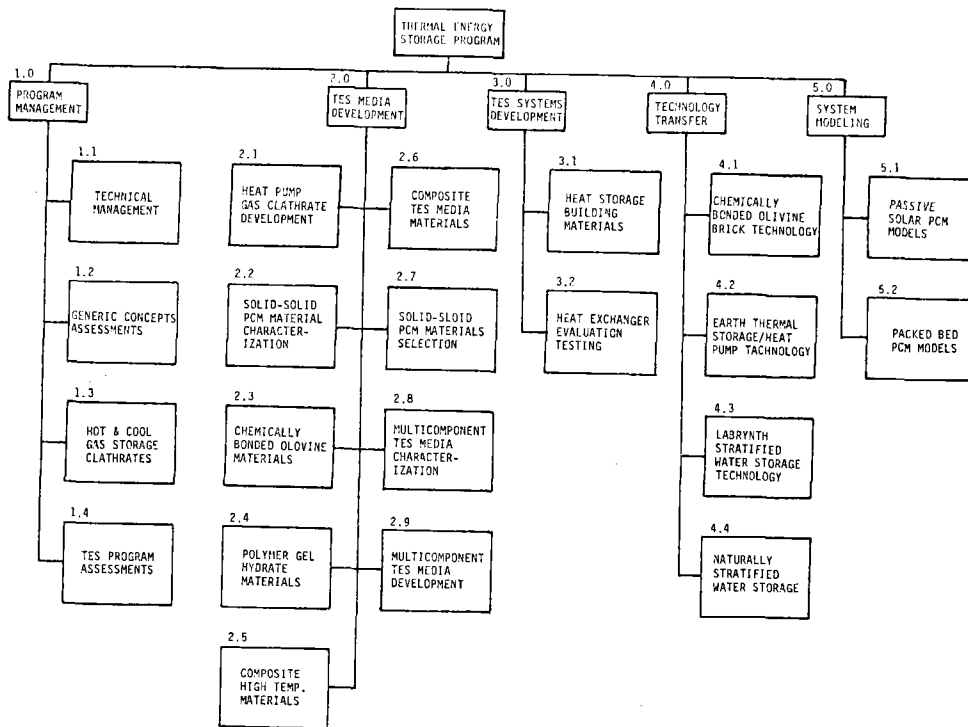 THERMAL ENERGY
STORAGE PROGRAM
1.0
PROGRAM
MANAGEMENT
2.0
TES MEDIA
DEVELOPMENT
3.0
TES SYSTEMS
DEVELOPMENT
4.0
TECHNOLOGY
TRANSFER
5.0
SYSTEM
MODELING
1.1
TECHNICAL
MANAGEMENT
1.2
GENERIC CONCEPTS
ASSESSMENTS
1.3
HOT & COOL
GAS STORAGE
CLATHRATES
1.4
TES PROGRAM
ASSESSMENTS
2.1
HEAT PUMP
GAS CLATHRATE
DEVELOPMENT
2.2
SOLID-SOLID
PCM MATERIAL
CHARACTER-
IZATION
2.3
CHEMICALLY
BONDED OLOVINE
MATERIALS
2.4
POLYMER GEL
HYDRATE
MATERIALS
2.5
COMPOSITE
HIGH TEMP.
MATERIALS
2.6
COMPOSITE
TES MEDIA
MATERIALS
2.7
SOLID-SLOID
PCM MATERIALS
SELECTION
2.8
MULTICOMPONENT
TES MEDIA
CHARACTER-
IZATION
2.9
MULTICOMPONENT
TES MEDIA
DEVELOPMENT
3.1
HEAT STORAGE
BUILDING
MATERIALS
3.2
HEAT EXCHANGER
EVALUATION
TESTING
4.1
CHEMICALLY
BONDED OLIVINE
BRICK TECHNOLOGY
4.2
EARTH THERMAL
STORAGE/HEAT
PUMP TACHNOLOGY
4.3
LABRYNTH
STRATIFIED
WATER STORAGE
TECHNOLOGY
4.4
NATURALLY
STRATIFIED
WATER STORAGE
5.1
PASSIVE
SOLAR PCM
MODELS
5.2
PACKED BED
PCM MODELS